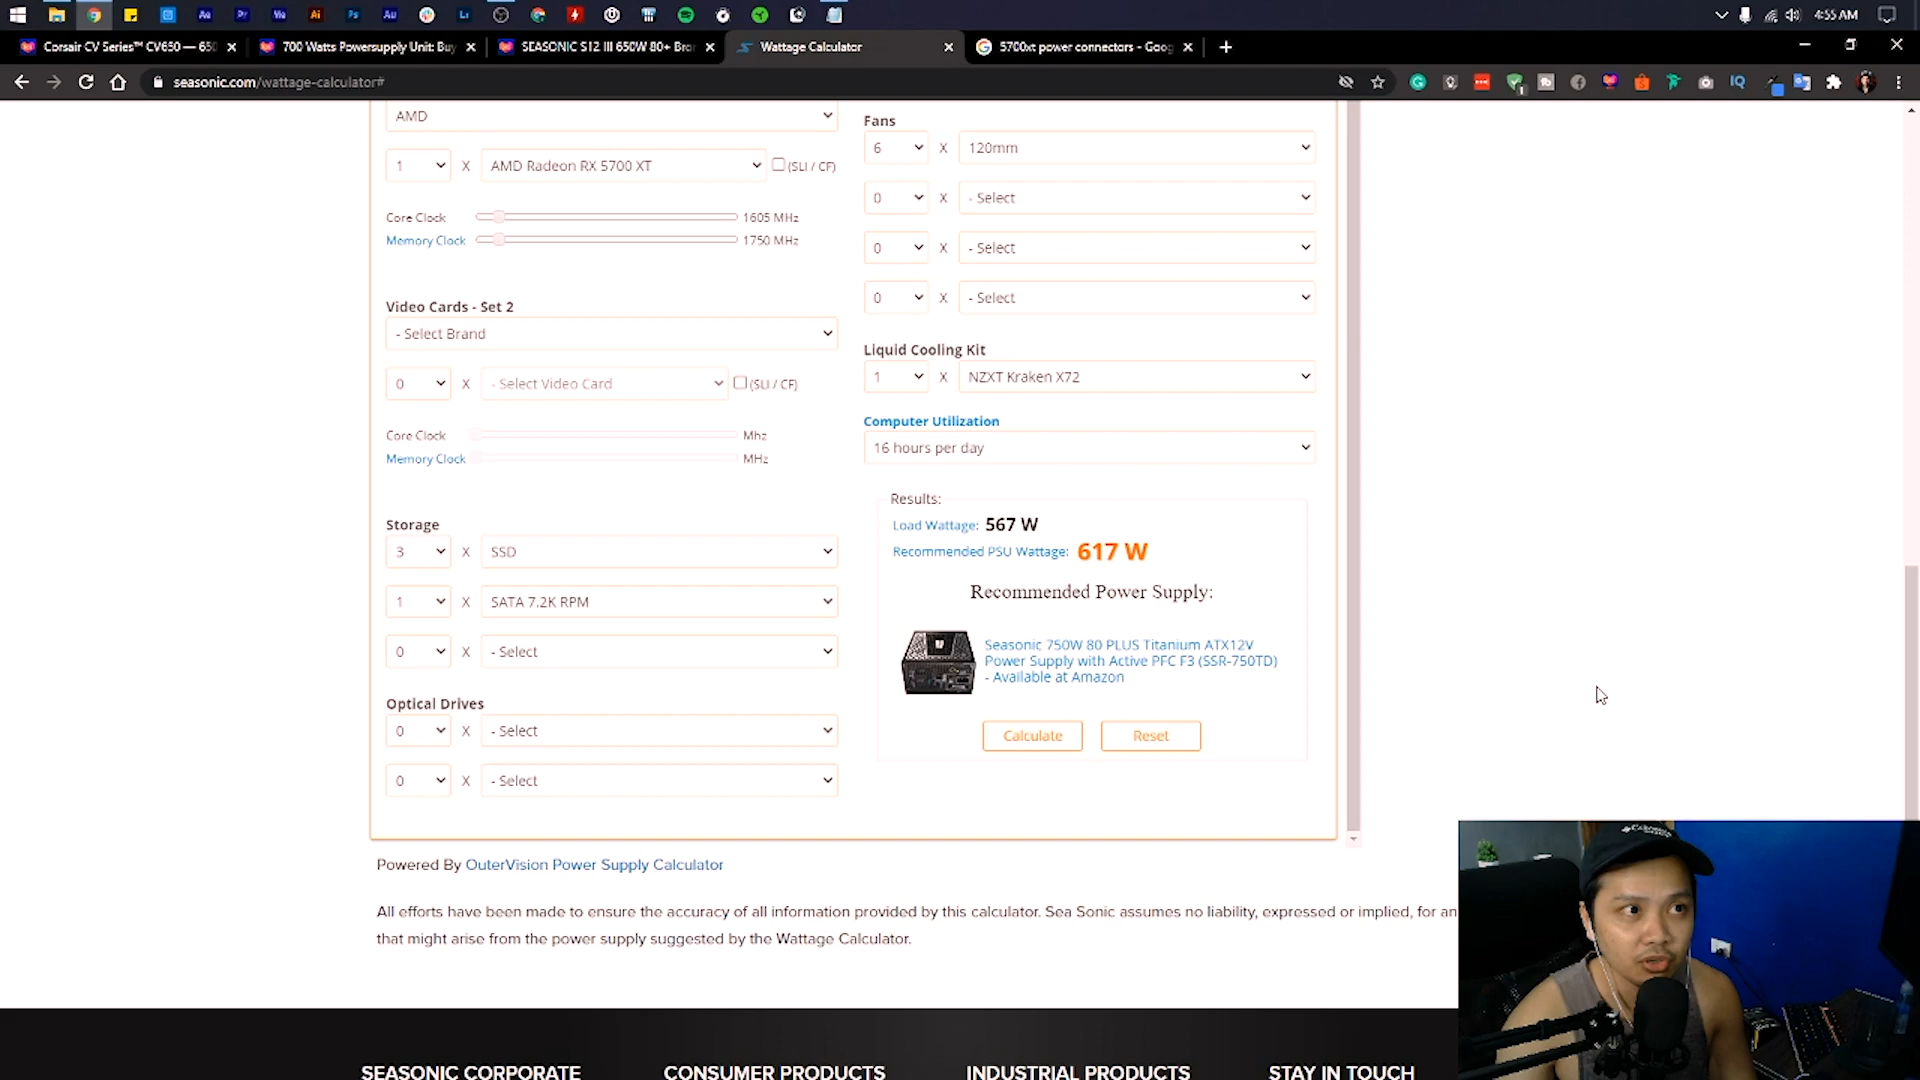 4:55 AM
Corsair CV Series™ CV650 — 650
700 Watts Powersupply Unit: Buy
SEASONIC S12 III 650W 80+ Bro
Wattage Calculator
5700xt power connectors - Goog
seasonic.com/wattage-calculator#
AMD
1 X AMD Radeon RX 5700 XT (SLI / CF)
Core Clock 1605 MHz
Memory Clock 1750 MHz
Video Cards - Set 2
- Select Brand
0 X - Select Video Card (SLI / CF)
Core Clock Mhz
Memory Clock MHz
Storage
3 X SSD
1 X SATA 7.2K RPM
0 X - Select
Optical Drives
0 X - Select
0 X - Select
Fans
6 X 120mm
0 X - Select
0 X - Select
0 X - Select
Liquid Cooling Kit
1 X NZXT Kraken X72
Computer Utilization
16 hours per day
Results:
Load Wattage: 567 W
Recommended PSU Wattage: 617 W
Recommended Power Supply:
Seasonic 750W 80 PLUS Titanium ATX12V
Power Supply with Active PFC F3 (SSR-750TD)
- Available at Amazon
Calculate Reset
Powered By OuterVision Power Supply Calculator
All efforts have been made to ensure the accuracy of all information provided by this calculator. Sea Sonic assumes no liability, expressed or implied, for an
that might arise from the power supply suggested by the Wattage Calculator.
SEASONIC CORPORATE CONSUMER PRODUCTS INDUSTRIAL PRODUCTS STAY IN TOUCH